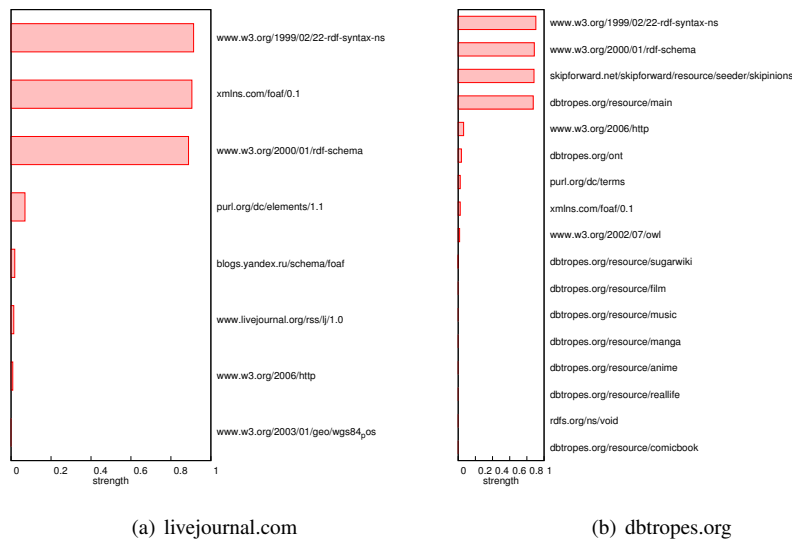 www.w3.org/1999/02/22-rdf-syntax-ns
xmlns.com/foaf/0.1
www.w3.org/2000/01/rdf-schema
purl.org/dc/elements/1.1
blogs.yandex.ru/schema/foaf
www.livejournal.org/rss/lj/1.0
www.w3.org/2006/http
www.w3.org/2003/01/geo/wgs84pos
0 0.2 0.4 0.6 0.8 1
strength
(a) livejournal.com
www.w3.org/1999/02/22-rdf-syntax-ns
www.w3.org/2000/01/rdf-schema
skipforward.net/skipforward/resource/seeder/skipinions
dbtropes.org/resource/main
www.w3.org/2006/http
dbtropes.org/ont
purl.org/dc/terms
xmlns.com/foaf/0.1
www.w3.org/2002/07/owl
dbtropes.org/resource/sugarwiki
dbtropes.org/resource/film
dbtropes.org/resource/music
dbtropes.org/resource/manga
dbtropes.org/resource/anime
dbtropes.org/resource/reallife
rdfs.org/ns/void
dbtropes.org/resource/comicbook
0 0.2 0.4 0.6 0.8 1
strength
(b) dbtropes.org